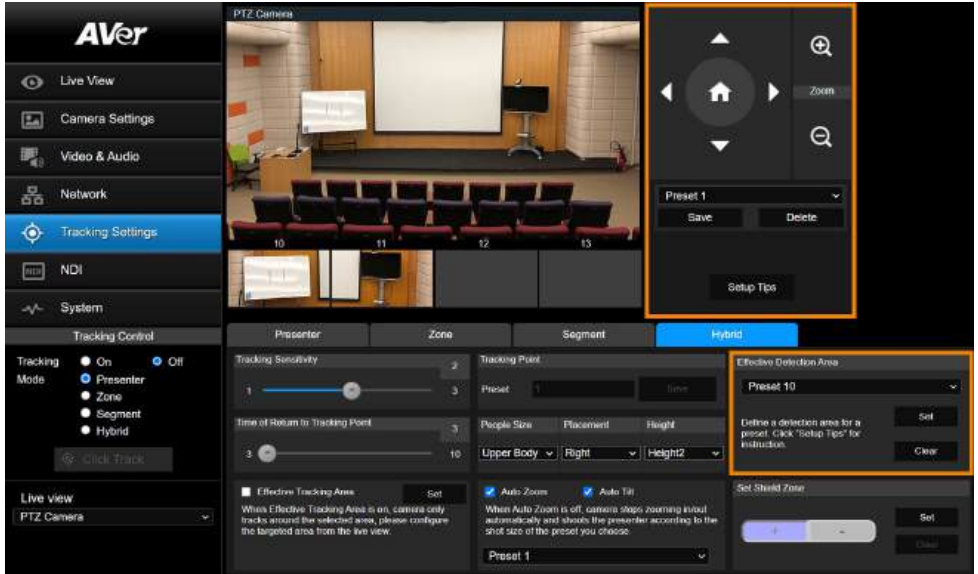 AVer
Live View
Camera Settings
Video & Audio
Network
Tracking Settings
NDI
NDI
System
Tracking Control
Tracking
On
Off
Mode
Presenter
Zone
Segment
Hybrid
Click Track
Live view
PTZ Camera
PTZ Camera
10
11
12
13
Zoom
Preset 1
Save
Delete
Setup Tips
Presenter
Zone
Segment
Hybrid
Tracking Sensitivity
2
1
3
Time of Return to Tracking Point
3
3
10
Effective Tracking Area
Set
When Effective Tracking Area is on, camera only
tracks around the selected area, please configure
the targeted area from the live view.
Tracking Point
Preset
1
Save
People Size
Placement
Height
Upper Body
Right
Height2
Auto Zoom
Auto Tilt
When Auto Zoom is off, camera stops zooming in/out
automatically and shoots the presenter according to the
shot size of the preset you choose.
Preset 1
Effective Detection Area
Preset 10
Define a detection area for a
preset. Click "Setup Tips" for
instruction.
Set
Clear
Set Shield Zone
+
-
Set
Clear